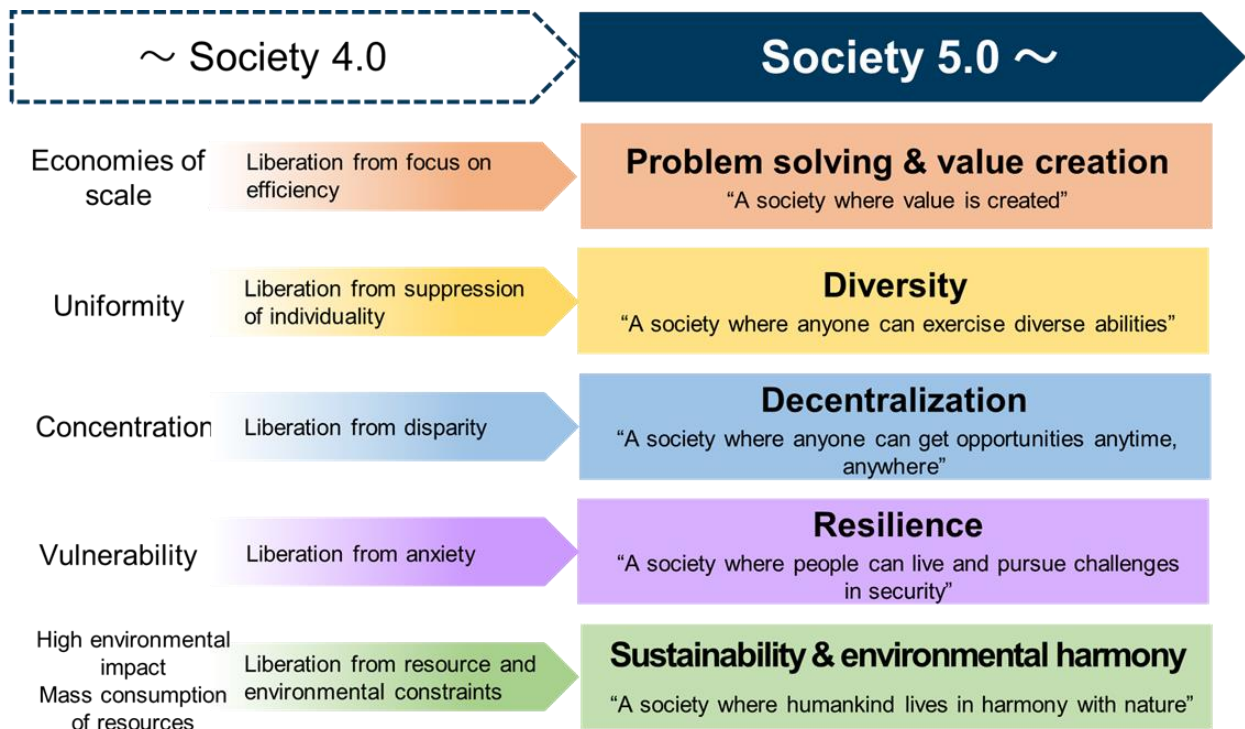 ～ Society 4.0
Society 5.0 ～
Economies of
scale
Liberation from focus on
efficiency
Problem solving & value creation
“A society where value is created”
Uniformity
Liberation from suppression
of individuality
Diversity
“A society where anyone can exercise diverse abilities”
Concentration
Liberation from disparity
Decentralization
“A society where anyone can get opportunities anytime,
anywhere”
Vulnerability
Liberation from anxiety
Resilience
“A society where people can live and pursue challenges
in security”
High environmental
impact
Mass consumption
of resources
Liberation from resource and
environmental constraints
Sustainability & environmental harmony
“A society where humankind lives in harmony with nature”